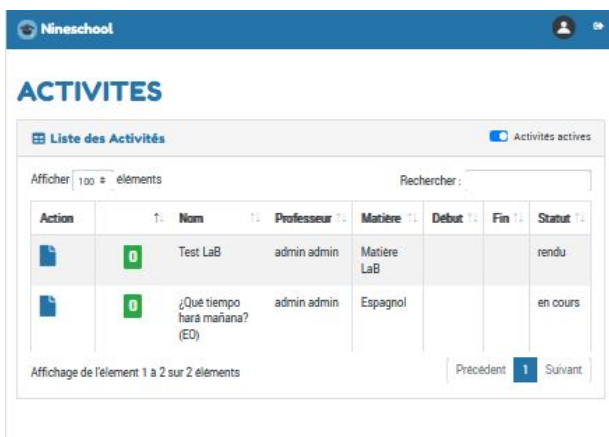 Nineschool
ACTIVITES
Liste des Activités
Activités actives
Afficher 100 éléments
Rechercher :
Action Nom Professeur Matière Début Fin Statut
0 Test LaB admin admin Matière rendu
LaB
0 ¿Qué tiempo admin admin Espagnol en cours
hará mañana?
(EO)
Affichage de l'élement 1 à 2 sur 2 éléments
Précédent 1 Suivant